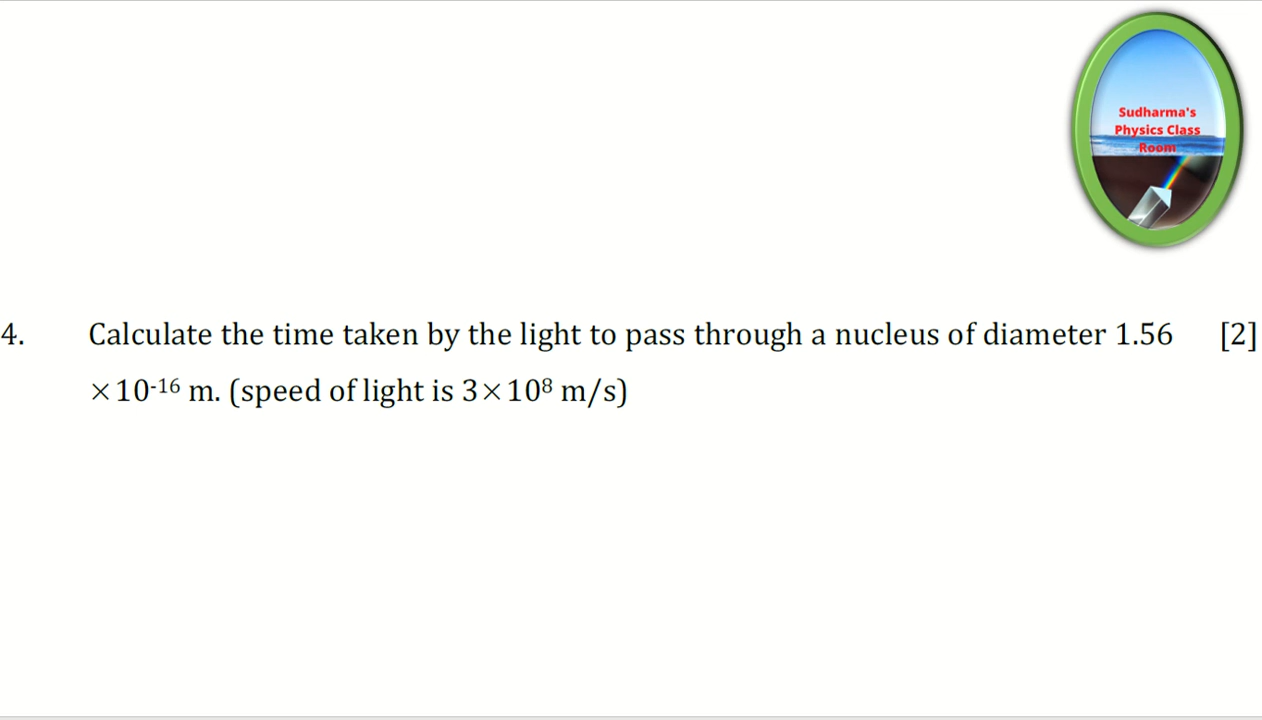 Sudharma's
Physics Class
Room
4. Calculate the time taken by the light to pass through a nucleus of diameter 1.56 [2]
×10⁻¹⁶ m. (speed of light is 3×10⁸ m/s)